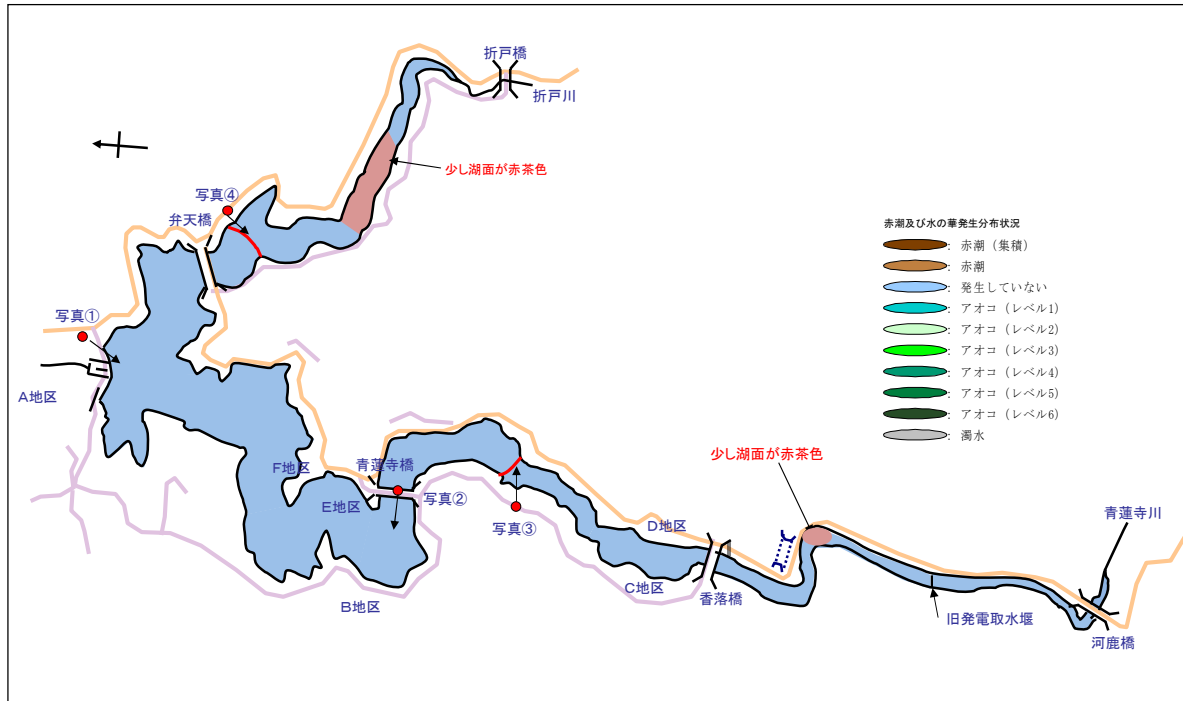 折戸橋
折戸川
少し湖面が赤茶色
写真④
弁天橋
赤潮及び水の華発生分布状況
: 赤潮（集積）
: 赤潮
: 発生していない
: アオコ（レベル1）
: アオコ（レベル2）
: アオコ（レベル3）
: アオコ（レベル4）
: アオコ（レベル5）
: アオコ（レベル6）
: 濁水
写真①
A地区
F地区
青蓮寺橋
E地区
写真②
写真③
B地区
D地区
C地区
香落橋
少し湖面が赤茶色
青蓮寺川
旧発電取水堰
河鹿橋